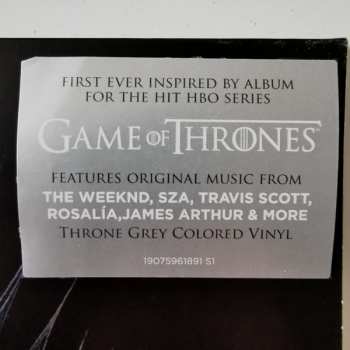 FIRST EVER INSPIRED BY ALBUM
FOR THE HIT HBO SERIES
GAME OF THRONES™
FEATURES ORIGINAL MUSIC FROM
THE WEEKND, SZA, TRAVIS SCOTT,
ROSALÍA,JAMES ARTHUR & MORE
THRONE GREY COLORED VINYL
19075961891 S1